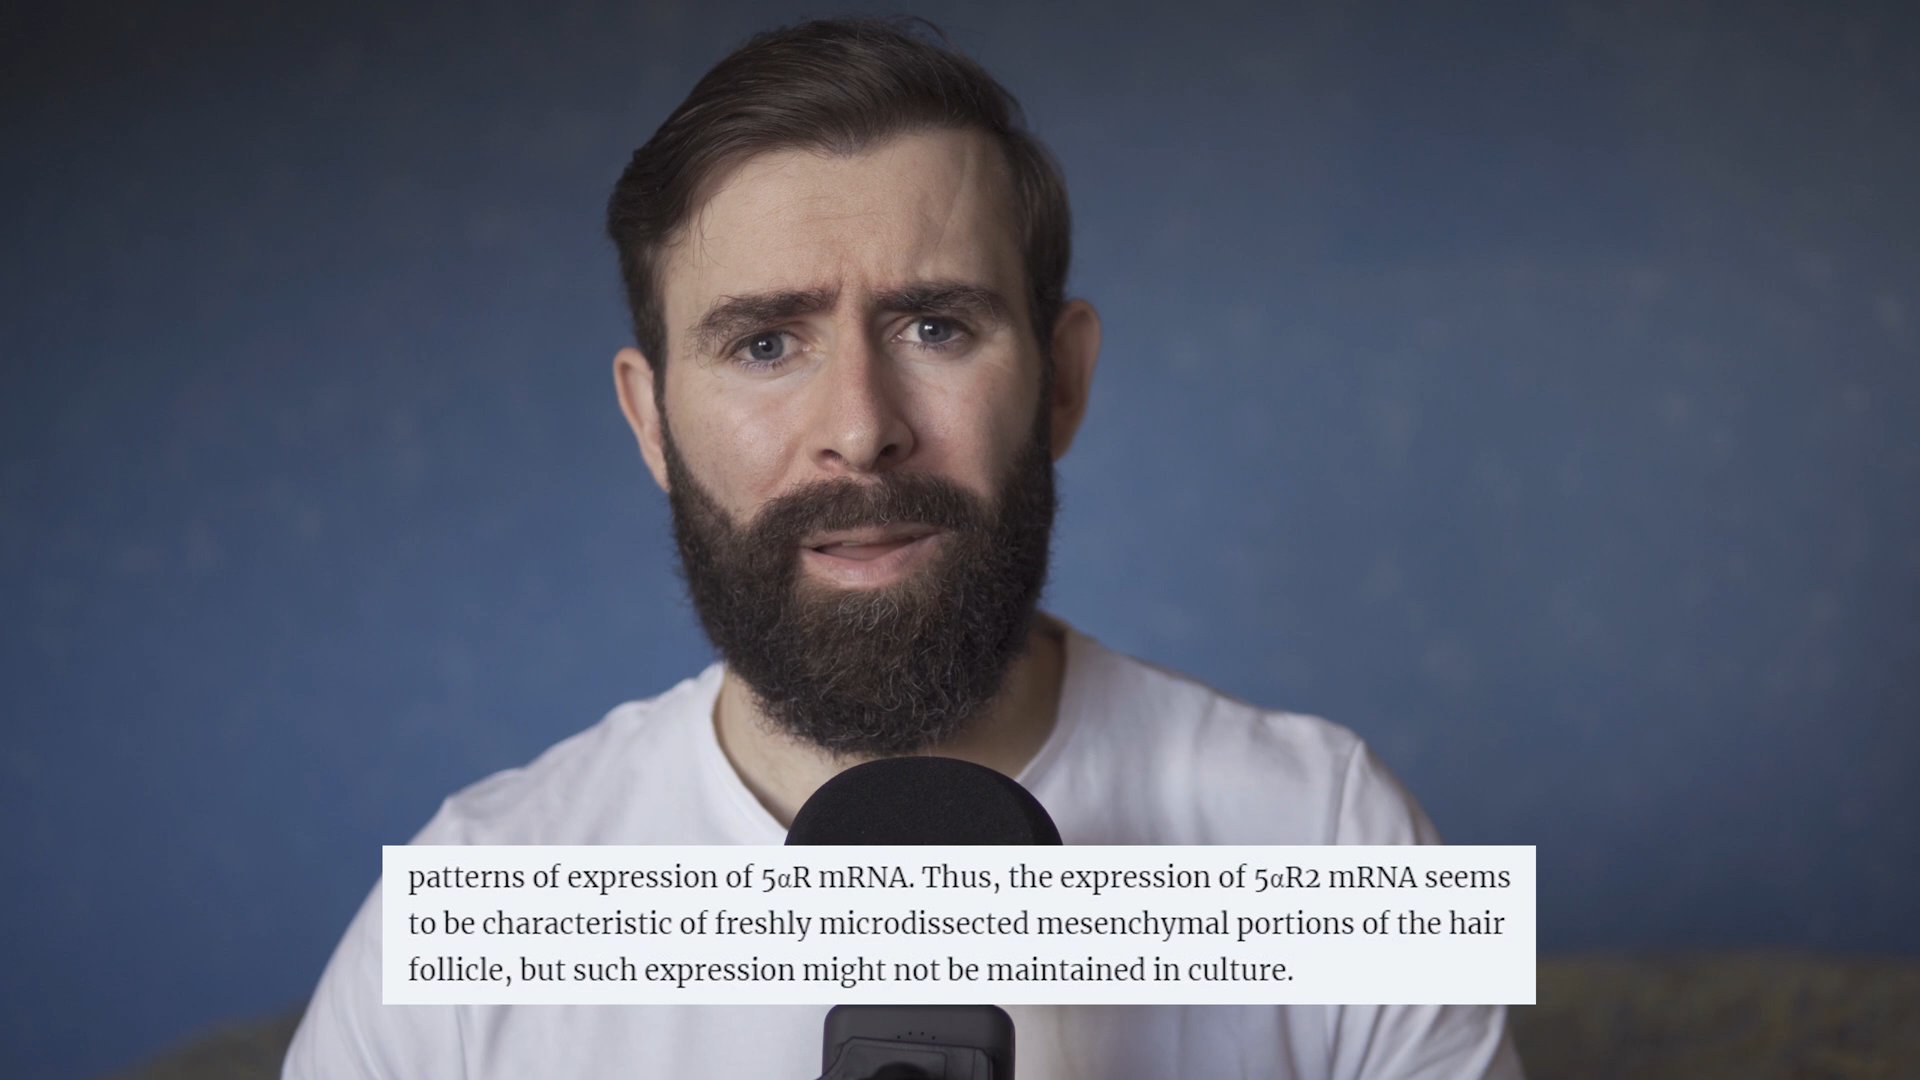 patterns of expression of 5αR mRNA. Thus, the expression of 5αR2 mRNA seems
to be characteristic of freshly microdissected mesenchymal portions of the hair
follicle, but such expression might not be maintained in culture.